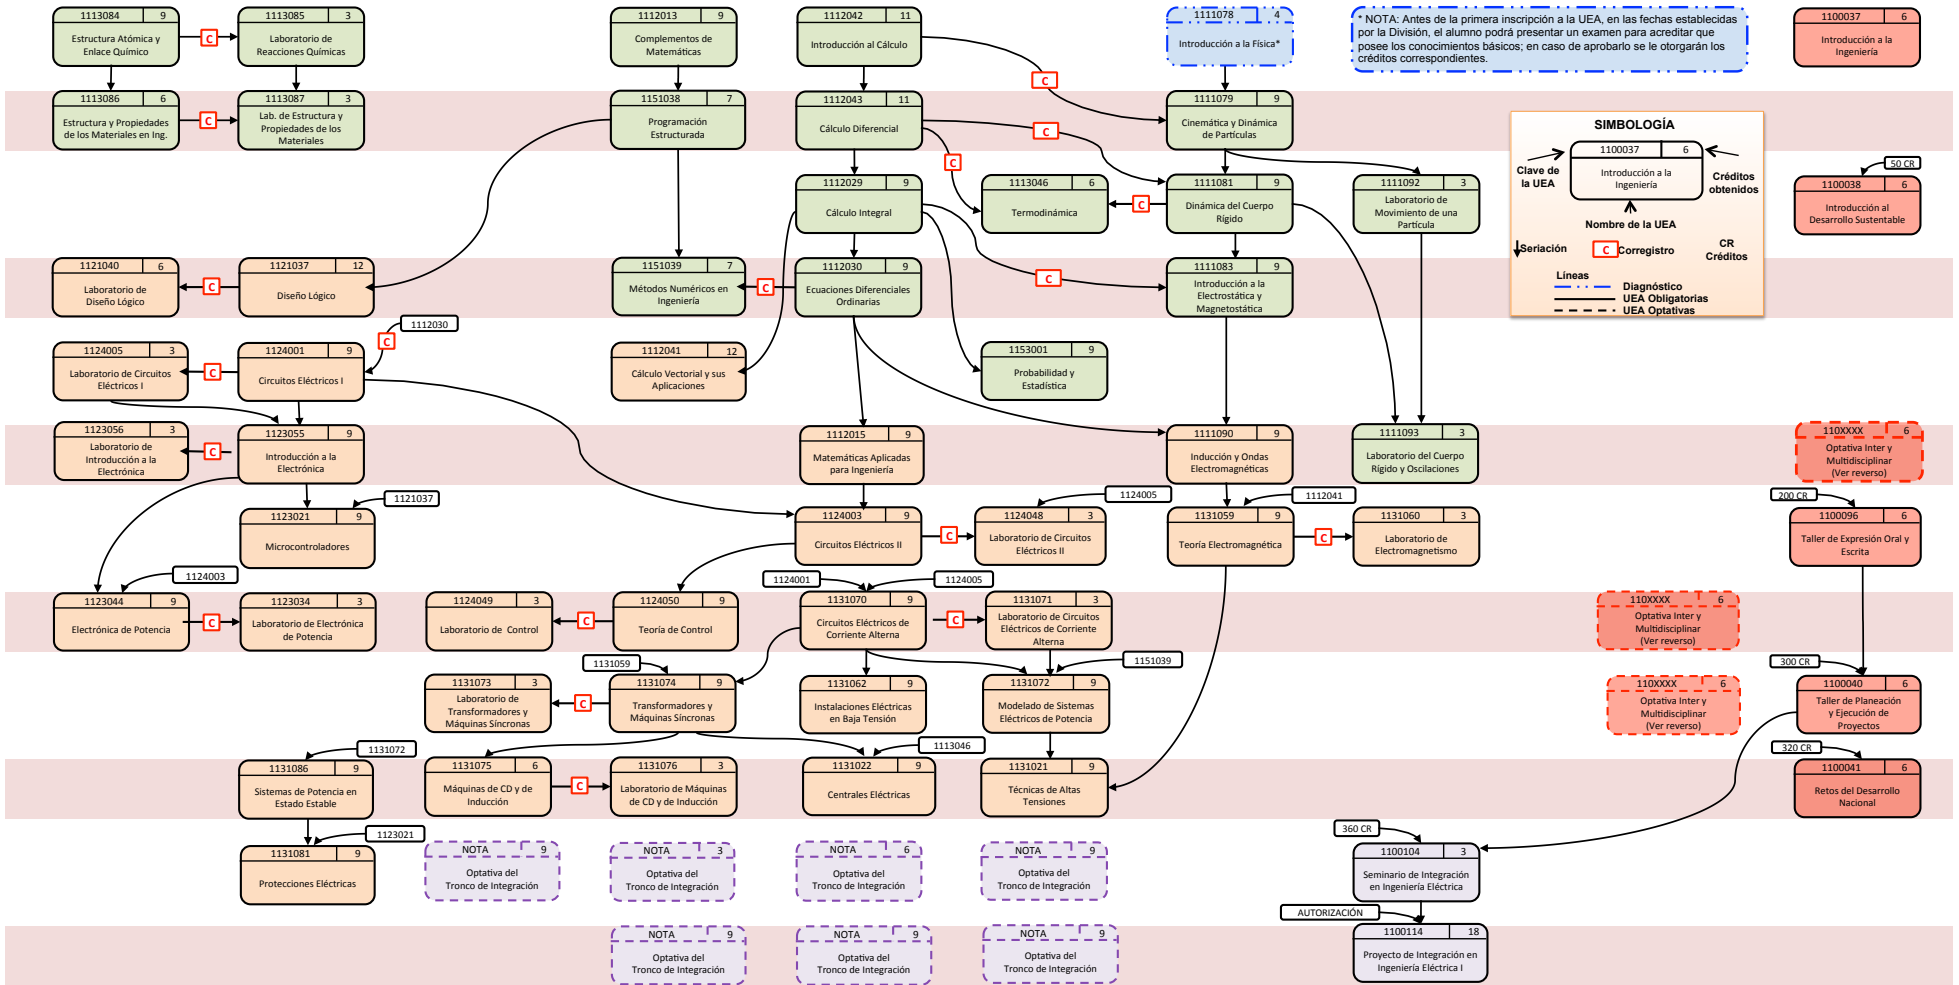 1113084 9
Estructura Atómica y
Enlace Químico
C
1113085 3
Laboratorio de
Reacciones Químicas
1112013 9
Complementos de
Matemáticas
1112042 11
Introducción al Cálculo
1111078 4
Introducción a la Física*
* NOTA: Antes de la primera inscripción a la UEA, en las fechas establecidas
por la División, el alumno podrá presentar un examen para acreditar que
posee los conocimientos básicos; en caso de aprobarlo se le otorgarán los
créditos correspondientes.
1100037 6
Introducción a la
Ingeniería
C
1113086 6
Estructura y Propiedades
de los Materiales en Ing.
C
1113087 3
Lab. de Estructura y
Propiedades de los
Materiales
1151038 7
Programación
Estructurada
1112043 11
Cálculo Diferencial
C
C
1111079 9
Cinemática y Dinámica
de Partículas
SIMBOLOGÍA
1100037 6
Introducción a la
Ingeniería
Clave de
la UEA
Créditos
obtenidos
Nombre de la UEA
Seriación
C Corregistro
CR
Créditos
Líneas
Diagnóstico
UEA Obligatorias
UEA Optativas
50 CR
1100038 6
Introducción al
Desarrollo Sustentable
1112029 9
Cálculo Integral
1113046 6
Termodinámica
C
1111081 9
Dinámica del Cuerpo
Rígido
1111092 3
Laboratorio de
Movimiento de una
Partícula
1121040 6
Laboratorio de
Diseño Lógico
C
1121037 12
Diseño Lógico
1151039 7
Métodos Numéricos en
Ingeniería
C
1112030 9
Ecuaciones Diferenciales
Ordinarias
C
1111083 9
Introducción a la
Electrostática y
Magnetostática
1112030
C
1124005 3
Laboratorio de Circuitos
Eléctricos I
C
1124001 9
Circuitos Eléctricos I
1112041 12
Cálculo Vectorial y sus
Aplicaciones
1153001 9
Probabilidad y
Estadística
1123056 3
Laboratorio de
Introducción a la
Electrónica
C
1123055 9
Introducción a la
Electrónica
1112015 9
Matemáticas Aplicadas
para Ingeniería
1111090 9
Inducción y Ondas
Electromagnéticas
1111093 3
Laboratorio del Cuerpo
Rígido y Oscilaciones
110XXXX 6
Optativa Inter y
Multidisciplinar
(Ver reverso)
1121037
1124005
1112041
200 CR
1123021 9
Microcontroladores
1124003 9
Circuitos Eléctricos II
C
1124048 3
Laboratorio de Circuitos
Eléctricos II
1131059 9
Teoría Electromagnética
C
1131060 3
Laboratorio de
Electromagnetismo
1100096 6
Taller de Expresión Oral y
Escrita
1124003
1124001
1124005
1123044 9
Electrónica de Potencia
C
1123034 3
Laboratorio de Electrónica
de Potencia
1124049 3
Laboratorio de Control
C
1124050 9
Teoría de Control
1131070 9
Circuitos Eléctricos de
Corriente Alterna
C
1131071 3
Laboratorio de Circuitos
Eléctricos de Corriente
Alterna
110XXXX 6
Optativa Inter y
Multidisciplinar
(Ver reverso)
1131059
1151039
300 CR
1131073 3
Laboratorio de
Transformadores y
Máquinas Síncronas
C
1131074 9
Transformadores y
Máquinas Síncronas
1131062 9
Instalaciones Eléctricas
en Baja Tensión
1131072 9
Modelado de Sistemas
Eléctricos de Potencia
110XXXX 6
Optativa Inter y
Multidisciplinar
(Ver reverso)
1100040 6
Taller de Planeación
y Ejecución de
Proyectos
1131072
1113046
320 CR
1131086 9
Sistemas de Potencia en
Estado Estable
1131075 6
Máquinas de CD y de
Inducción
C
1131076 3
Laboratorio de Máquinas
de CD y de Inducción
1131022 9
Centrales Eléctricas
1131021 9
Técnicas de Altas
Tensiones
1100041 6
Retos del Desarrollo
Nacional
1123021
360 CR
1131081 9
Protecciones Eléctricas
NOTA 9
Optativa del
Tronco de Integración
NOTA 3
Optativa del
Tronco de Integración
NOTA 6
Optativa del
Tronco de Integración
NOTA 9
Optativa del
Tronco de Integración
1100104 3
Seminario de Integración
en Ingeniería Eléctrica
AUTORIZACIÓN
NOTA 9
Optativa del
Tronco de Integración
NOTA 9
Optativa del
Tronco de Integración
NOTA 9
Optativa del
Tronco de Integración
1100114 18
Proyecto de Integración en
Ingeniería Eléctrica I